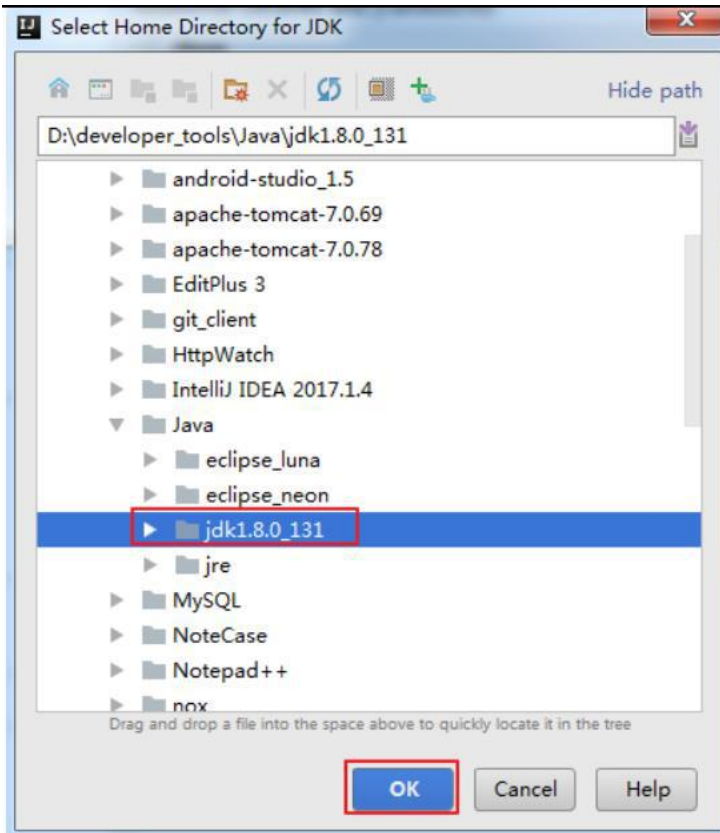 Select Home Directory for JDK
Hide path
D:\developer_tools\Java\jdk1.8.0_131
android-studio_1.5
apache-tomcat-7.0.69
apache-tomcat-7.0.78
EditPlus 3
git_client
HttpWatch
IntelliJ IDEA 2017.1.4
Java
eclipse_luna
eclipse_neon
jdk1.8.0_131
jre
MySQL
NoteCase
Notepad++
nox
Drag and drop a file into the space above to quickly locate it in the tree
OK Cancel Help